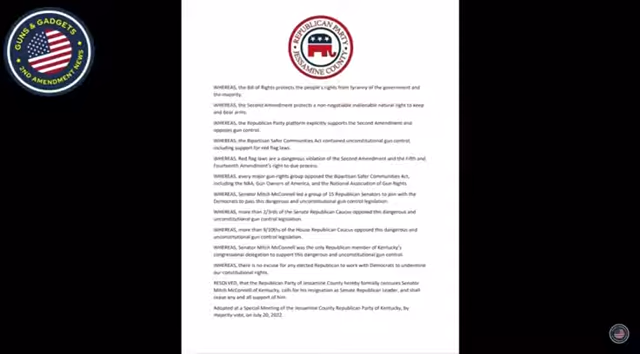 GUNS & GADGETS
2ND AMENDMENT NEWS
REPUBLICAN PARTY
JESSAMINE COUNTY
WHEREAS, the Bill of Rights protects the people's rights from tyranny of the government and
the majority.
WHEREAS, the Second Amendment protects a non-negotiable inalienable natural right to keep
and bear arms.
WHEREAS, the Republican Party platform explicitly supports the Second Amendment and
opposes gun control.
WHEREAS, the Bipartisan Safer Communities Act contained unconstitutional gun control,
including support for red flag laws.
WHEREAS, Red flag laws are a dangerous violation of the Second Amendment and the Fifth and
Fourteenth Amendment's right to due process.
WHEREAS, every major gun-rights group opposed the Bipartisan Safer Communities Act,
including the NRA, Gun Owners of America, and the National Association of Gun Rights.
WHEREAS, Senator Mitch McConnell led a group of 15 Republican Senators to join with the
Democrats to pass this dangerous and unconstitutional gun control legislation.
WHEREAS, more than 2/3rds of the Senate Republican Caucus opposed this dangerous and
unconstitutional gun control legislation.
WHEREAS, more than 9/10ths of the House Republican Caucus opposed this dangerous and
unconstitutional gun control legislation.
WHEREAS, Senator Mitch McConnell was the only Republican member of Kentucky's
congressional delegation to support this dangerous and unconstitutional gun control.
WHEREAS, there is no excuse for any elected Republican to work with Democrats to undermine
our constitutional rights.
RESOLVED, that the Republican Party of Jessamine County hereby formally censures Senator
Mitch McConnell of Kentucky, calls for his resignation as Senate Republican Leader, and shall
cease any and all support of him.
Adopted at a Special Meeting of the Jessamine County Republican Party of Kentucky, by
majority vote, on July 20, 2022.